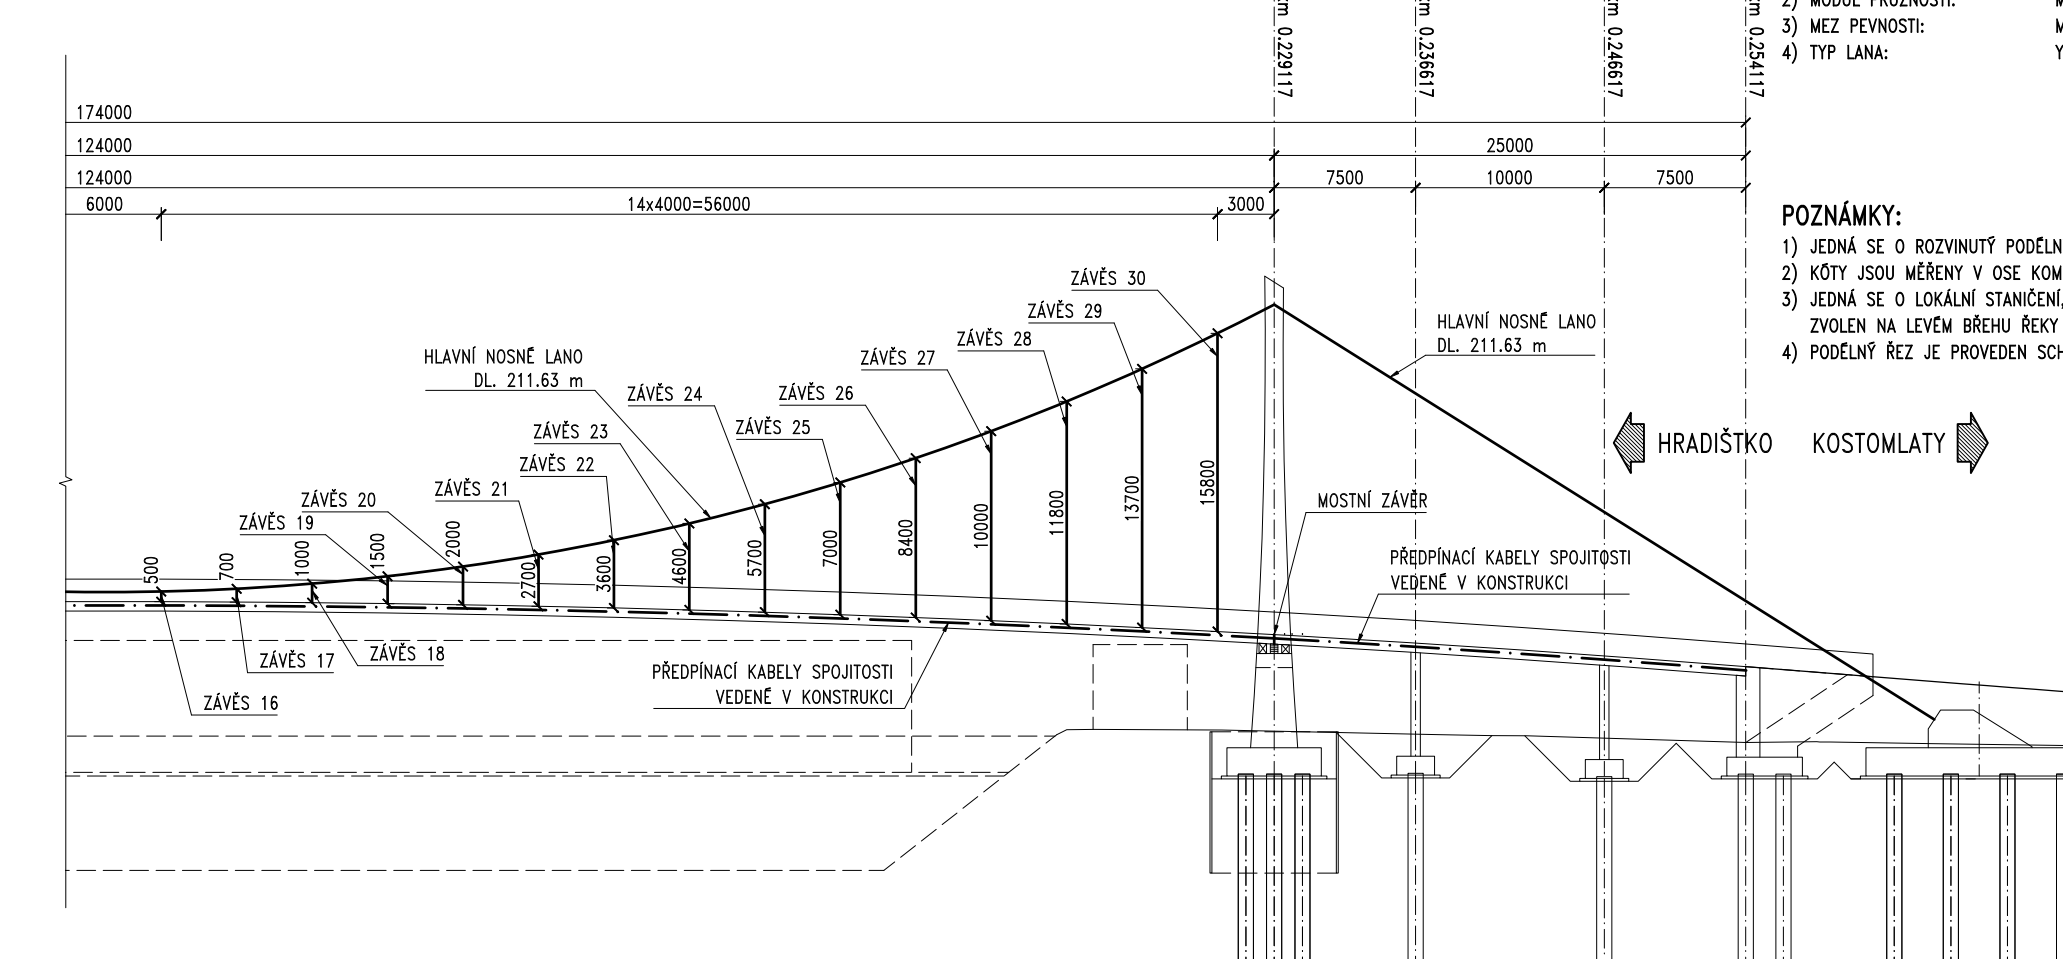 km 0.229117
km 0.236617
km 0.246617
km 0.254117
2) MODUL PRUŽNOSTI:
3) MEZ PEVNOSTI:
4) TYP LANA:
174000
124000
25000
124000
7500
10000
7500
6000
14x4000=56000
3000
POZNÁMKY:
1) JEDNÁ SE O ROZVINUTÝ PODÉLN
2) KÓTY JSOU MĚŘENY V OSE KOM
3) JEDNÁ SE O LOKÁLNÍ STANIČENÍ,
ZVOLEN NA LEVÉM BŘEHU ŘEKY
4) PODÉLNÝ ŘEZ JE PROVEDEN SCH
ZÁVĚS 30
ZÁVĚS 29
ZÁVĚS 28
ZÁVĚS 27
ZÁVĚS 26
ZÁVĚS 25
ZÁVĚS 24
ZÁVĚS 23
ZÁVĚS 22
ZÁVĚS 21
ZÁVĚS 20
ZÁVĚS 19
HLAVNÍ NOSNÉ LANO
DL. 211.63 m
HLAVNÍ NOSNÉ LANO
DL. 211.63 m
HRADIŠTKO
KOSTOMLATY
500
700
1000
1500
2000
2700
3600
4600
5700
7000
8400
10000
11800
13700
15800
MOSTNÍ ZÁVĚR
PŘEDPÍNACÍ KABELY SPOJITOSTI
VEDENÉ V KONSTRUKCI
ZÁVĚS 18
ZÁVĚS 17
ZÁVĚS 16
PŘEDPÍNACÍ KABELY SPOJITOSTI
VEDENÉ V KONSTRUKCI